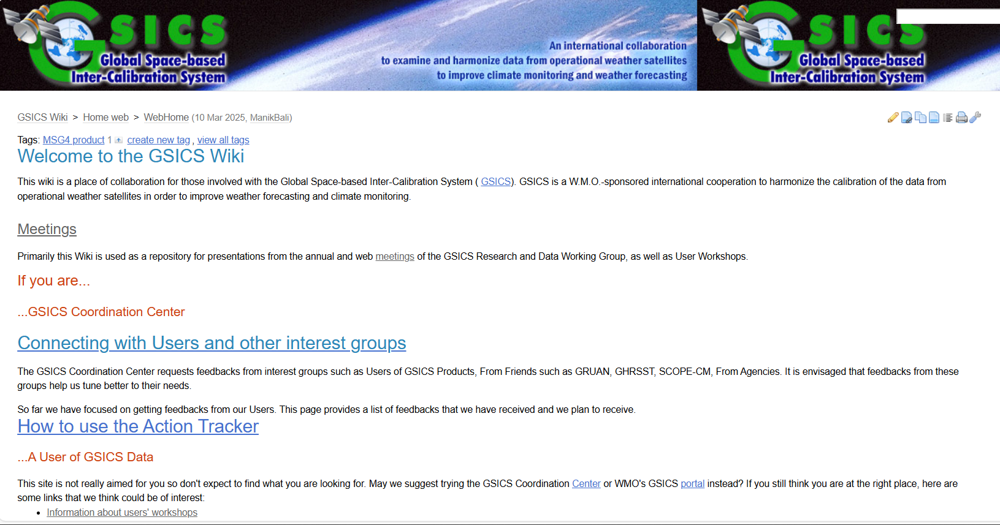 GSICS
Global Space-based
Inter-Calibration System
An international collaboration
to examine and harmonize data from operational weather satellites
to improve climate monitoring and weather forecasting
GSICS
Global Space-based
Inter-Calibration System
GSICS Wiki > Home web > WebHome (10 Mar 2025, ManikBali)
Tags: MSG4 product 1 create new tag , view all tags
Welcome to the GSICS Wiki
This wiki is a place of collaboration for those involved with the Global Space-based Inter-Calibration System ( GSICS). GSICS is a W.M.O.-sponsored international cooperation to harmonize the calibration of the data from
operational weather satellites in order to improve weather forecasting and climate monitoring.
Meetings
Primarily this Wiki is used as a repository for presentations from the annual and web meetings of the GSICS Research and Data Working Group, as well as User Workshops.
If you are...
...GSICS Coordination Center
Connecting with Users and other interest groups
The GSICS Coordination Center requests feedbacks from interest groups such as Users of GSICS Products, From Friends such as GRUAN, GHRSST, SCOPE-CM, From Agencies. It is envisaged that feedbacks from these
groups help us tune better to their needs.
So far we have focused on getting feedbacks from our Users. This page provides a list of feedbacks that we have received and we plan to receive.
How to use the Action Tracker
...A User of GSICS Data
This site is not really aimed for you so don't expect to find what you are looking for. May we suggest trying the GSICS Coordination Center or WMO's GSICS portal instead? If you still think you are at the right place, here are
some links that we think could be of interest:
• Information about users' workshops